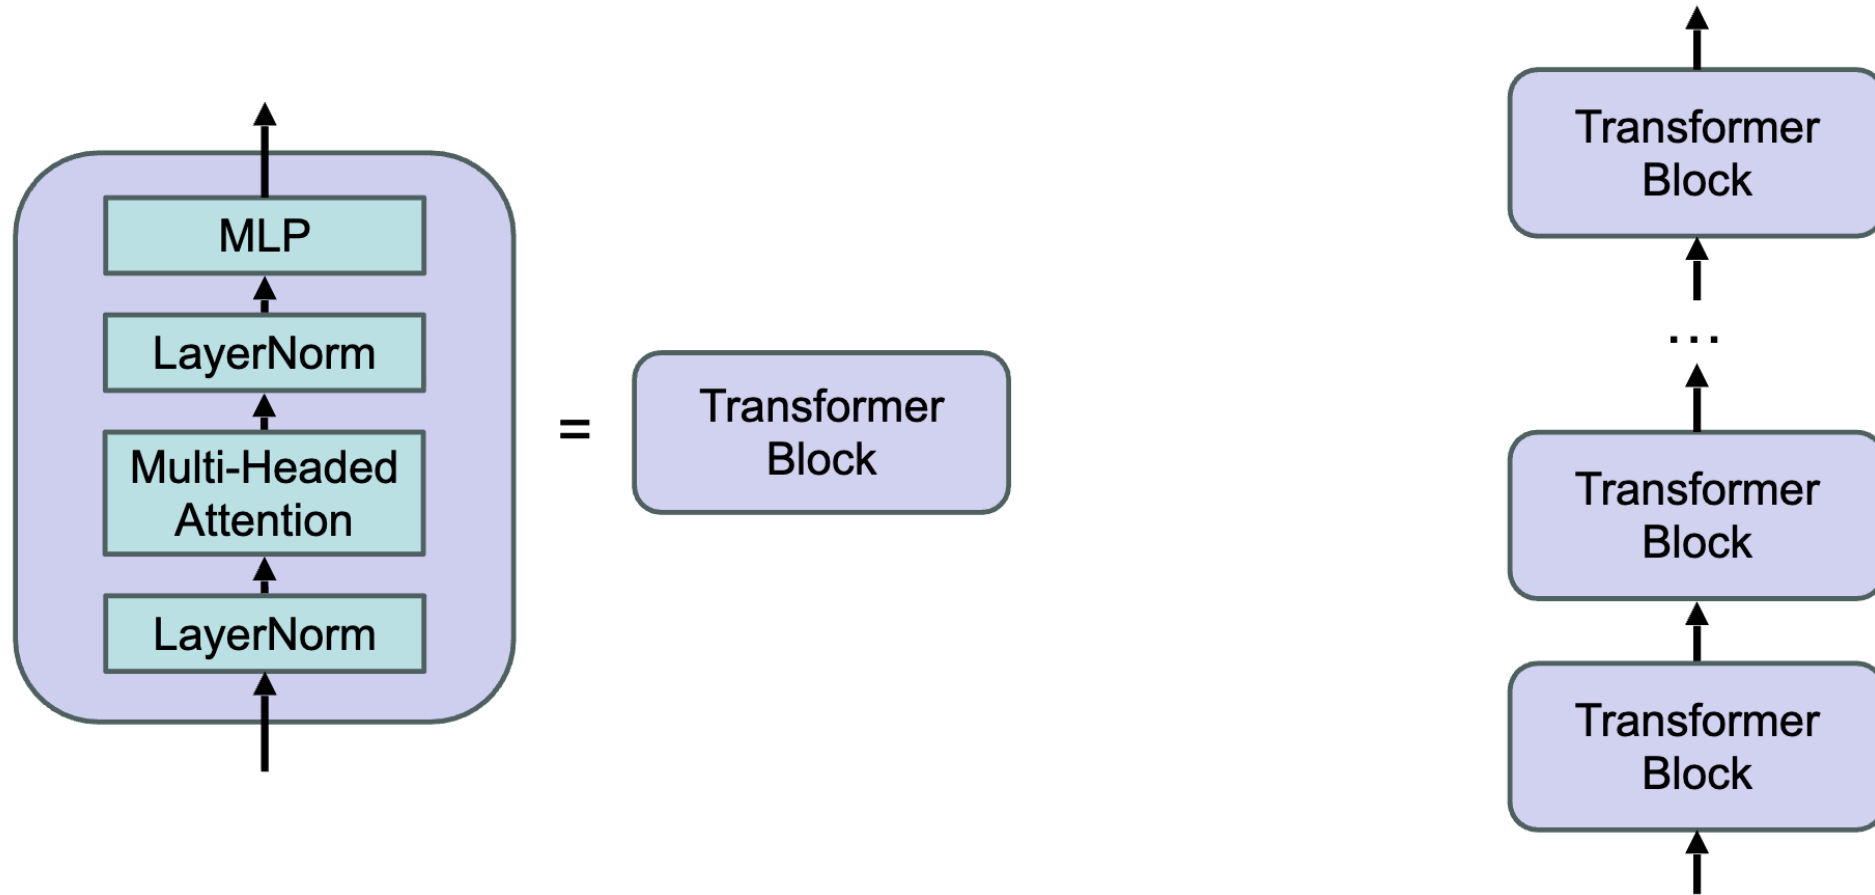 MLP
LayerNorm
Multi-Headed
Attention
LayerNorm
=
Transformer
Block
Transformer
Block
...
Transformer
Block
Transformer
Block